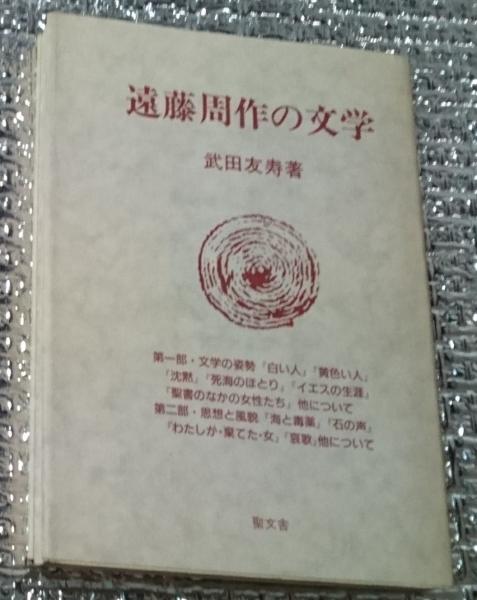 遠藤周作の文学
武田友寿著
第一部・文学の姿勢「白い人」「黄色い人」
「沈黙」「死海のほとり」「イエスの生涯」
「聖書のなかの女性たち」他について
第二部・思想と風貌「海と毒薬」「石の声」
「わたしが・棄てた・女」「哀歌」他について
聖文舎